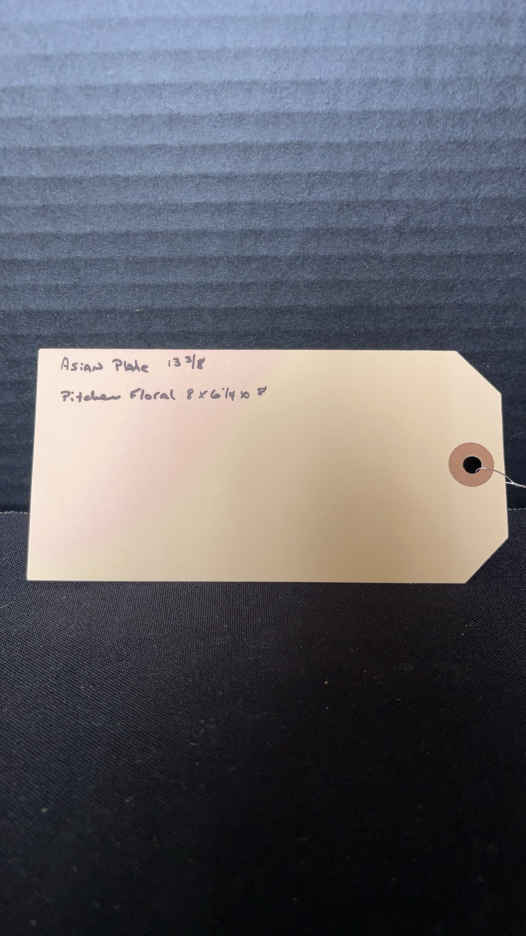 Asian Plate 13 3/8
Pitcher Floral 8 x 6 1/4 x 8